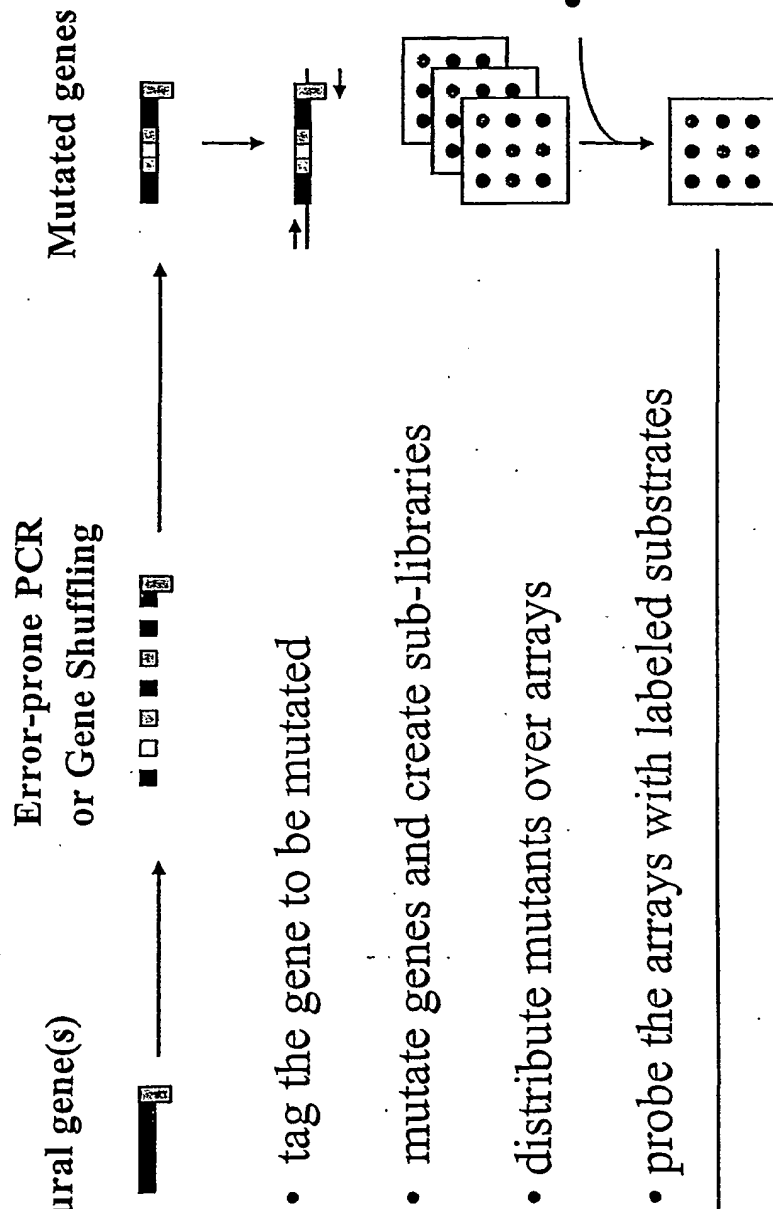 ural gene(s)
Error-prone PCR
or Gene Shuffling
Mutated genes
• tag the gene to be mutated
• mutate genes and create sub-libraries
• distribute mutants over arrays
• probe the arrays with labeled substrates